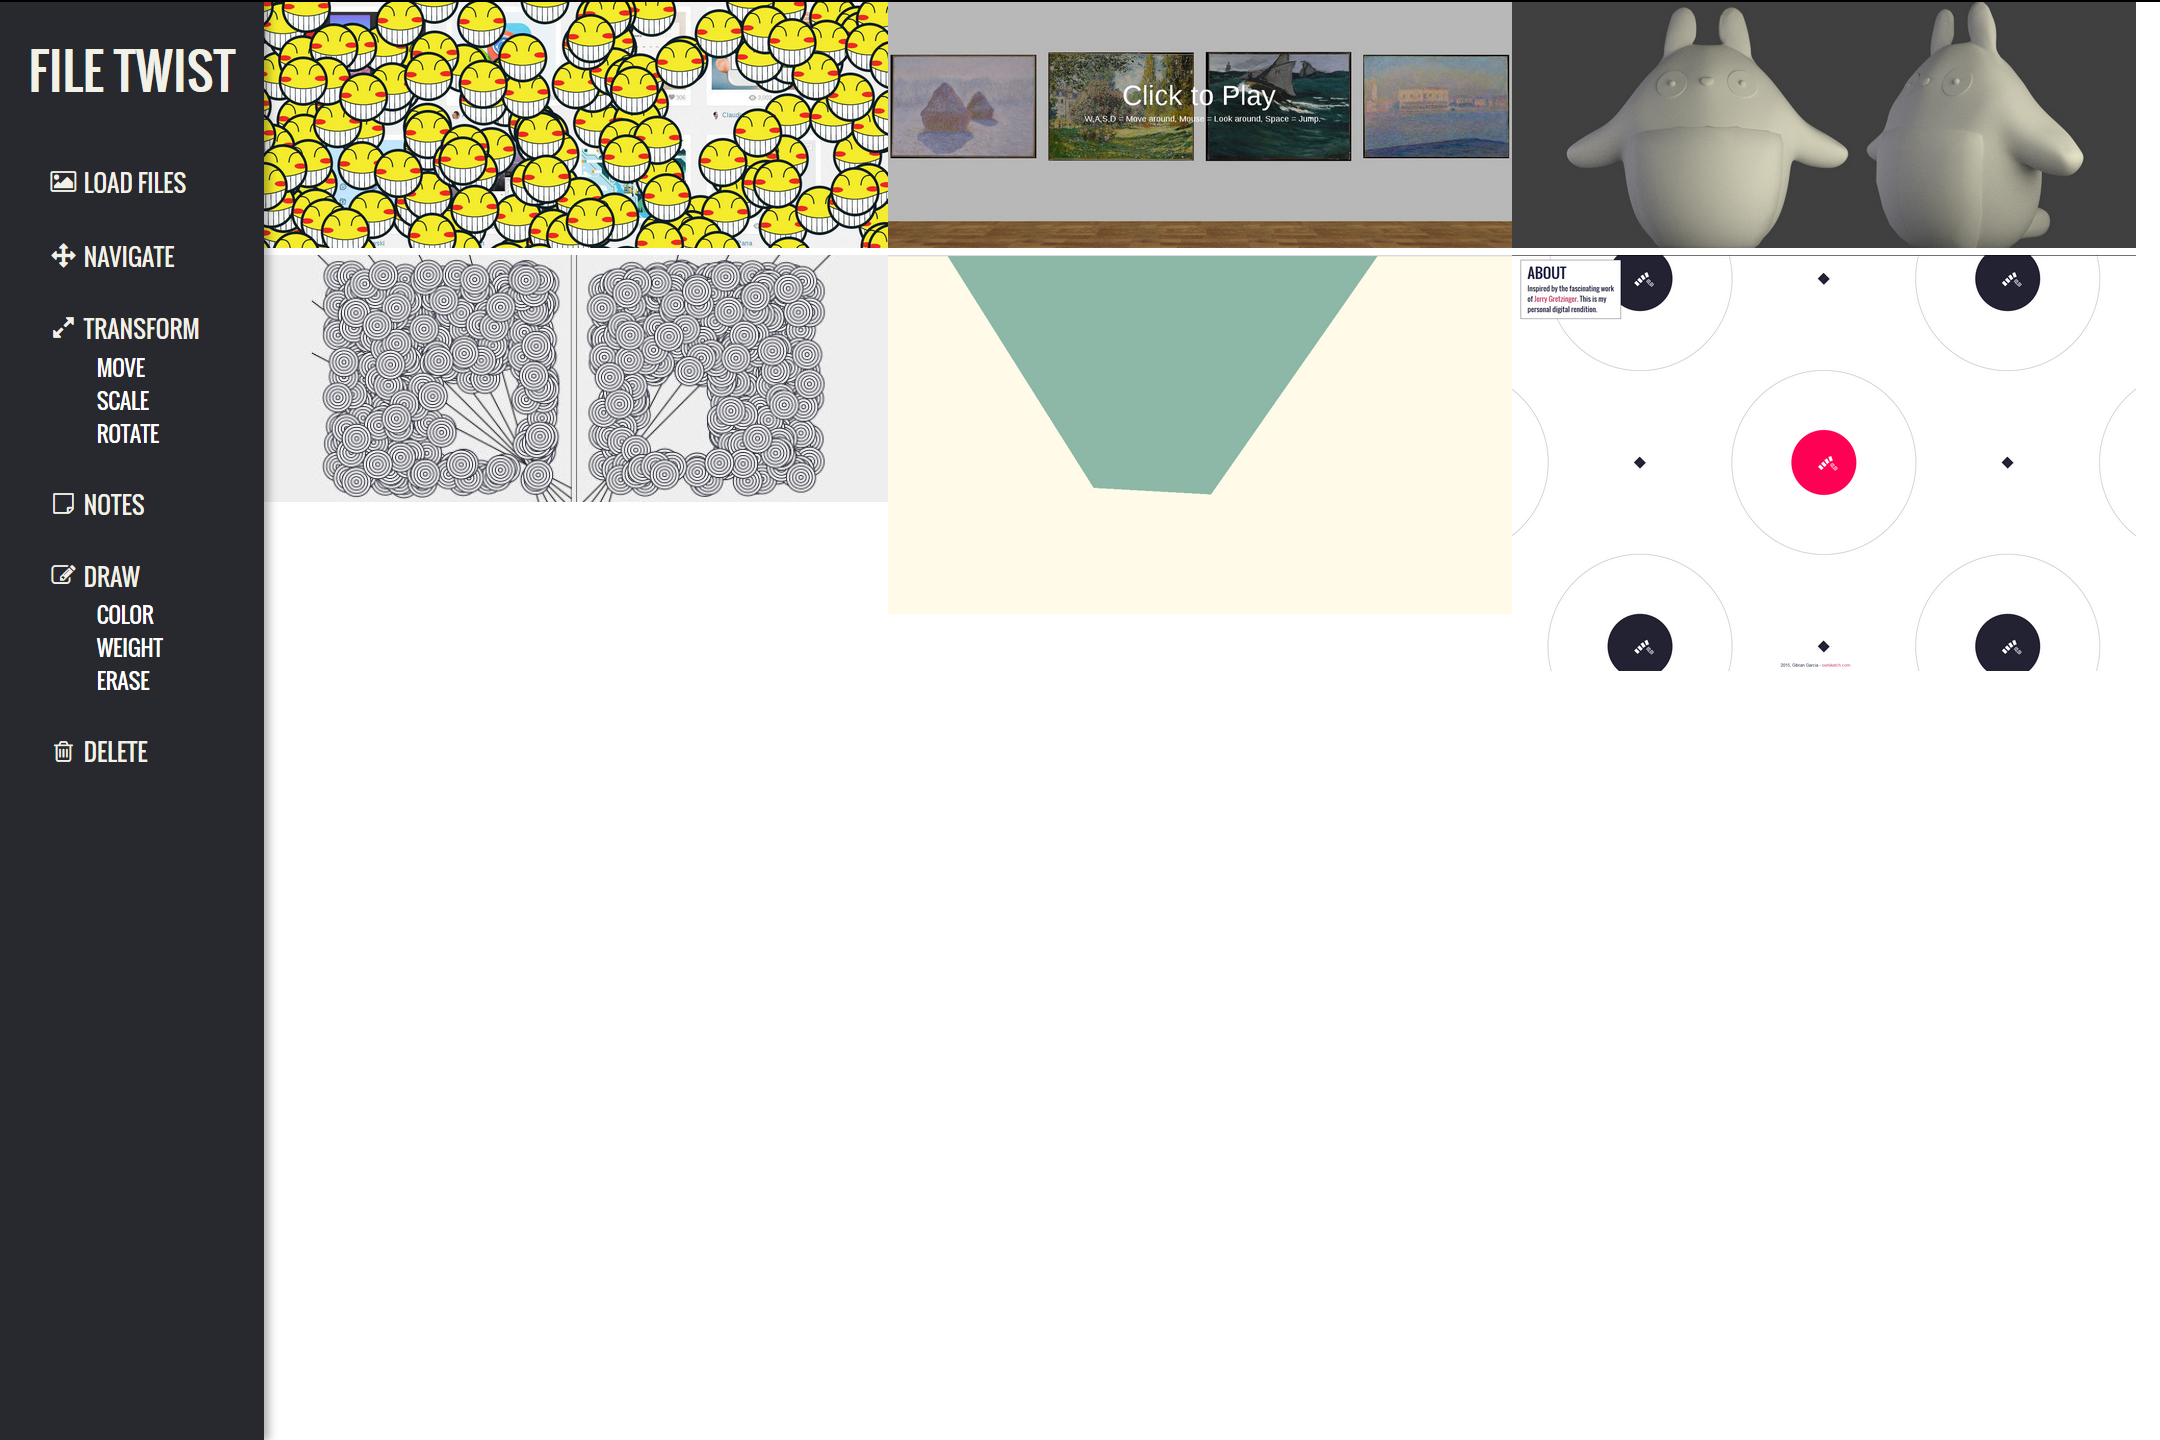 FILE TWIST
LOAD FILES
NAVIGATE
TRANSFORM
MOVE
SCALE
ROTATE
NOTES
DRAW
COLOR
WEIGHT
ERASE
DELETE
Click to Play
W,A,S,D = Move around, Mouse = Look around, Space = Jump.
ABOUT
Inspired by the fascinating work
of Jerry Gretzinger. This is my
personal digital rendition.
2015, Gibran Garcia -